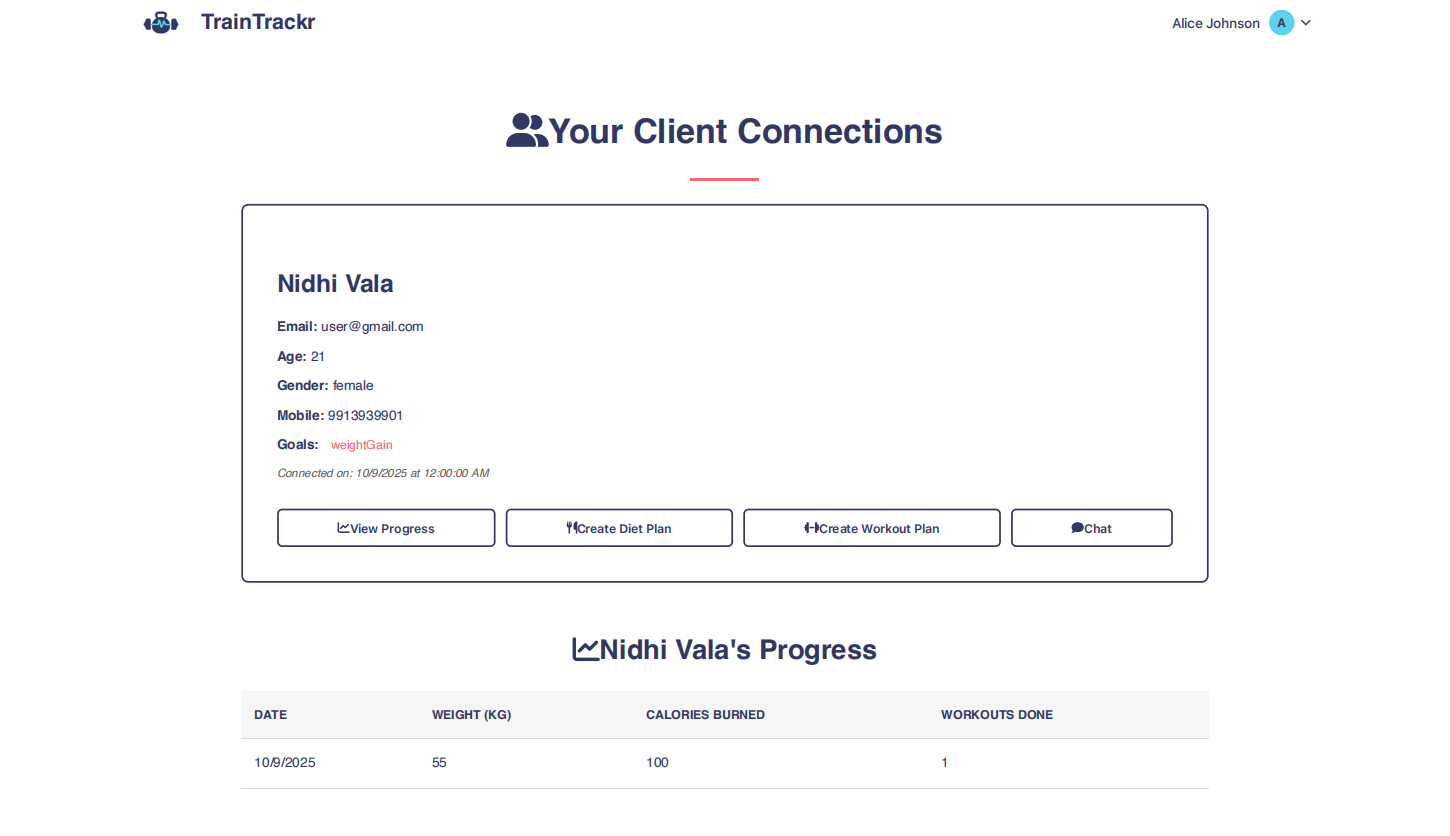 TrainTrackr
Alice Johnson A
Your Client Connections
Nidhi Vala
Email: user@gmail.com
Age: 21
Gender: female
Mobile: 9913939901
Goals: weightGain
Connected on: 10/9/2025 at 12:00:00 AM
View Progress Create Diet Plan Create Workout Plan Chat
Nidhi Vala's Progress
DATE WEIGHT (KG) CALORIES BURNED WORKOUTS DONE
10/9/2025 55 100 1